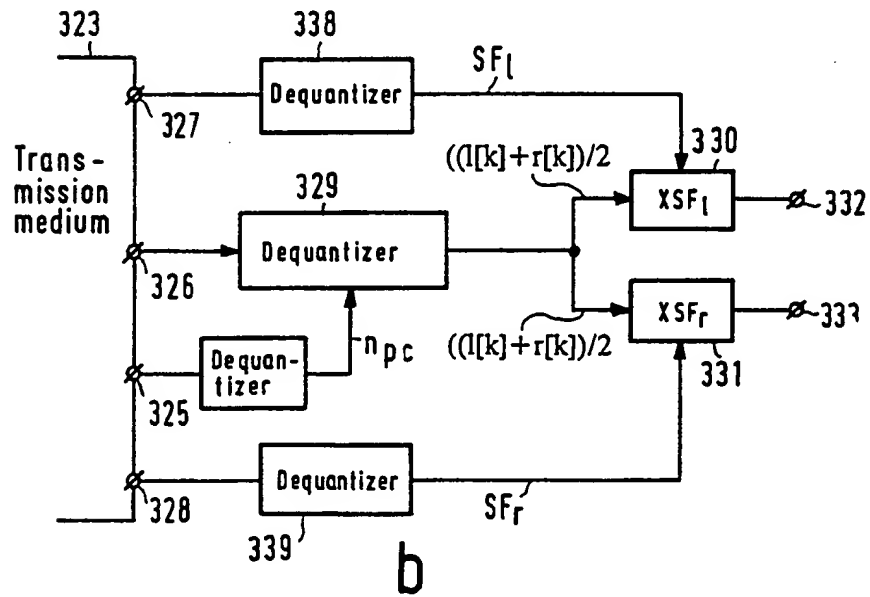 323
338
Dequantizer
SFl
327
330
Trans-
mission
medium
((l[k]+r[k])/2
329
XSFl
332
Dequantizer
326
((l[k]+r[k])/2
XSFr
333
331
npc
Dequan-
tizer
325
Dequantizer
328
SFr
339
b